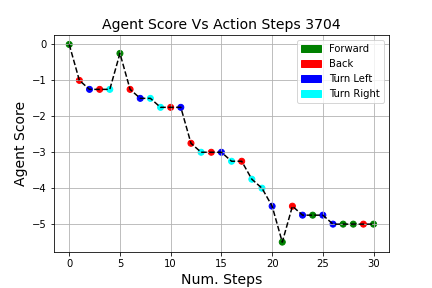 Agent Score Vs Action Steps 3704
Forward
Back
Turn Left
Turn Right
Agent Score
0
−1
−2
−3
−4
−5
0 5 10 15 20 25 30
Num. Steps